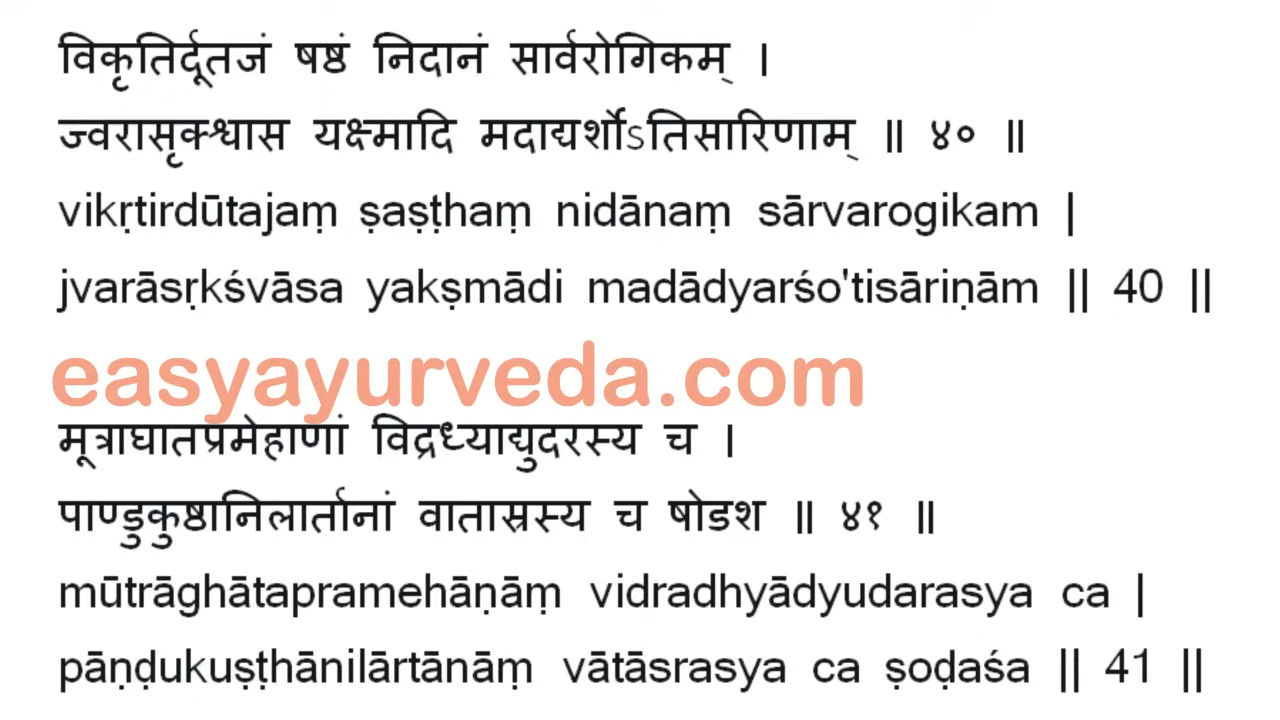 विकृतिर्दूतजं षष्ठं निदानं सार्वरोगिकम् ।
ज्वरासृक्श्वास यक्ष्मादि मदाद्यर्शोऽतिसारिणाम् ॥ ४० ॥
vikṛtirdūtajaṃ ṣaṣṭhaṃ nidānaṃ sārvarogikam |
jvarāsṛkśvāsa yakṣmādi madādyarśo'tisāriṇām || 40 ||
easyayurveda.com
मूत्राघातप्रमेहाणां विद्रध्याद्युदरस्य च ।
पाण्डुकुष्ठानिलार्तानां वातास्रस्य च षोडश ॥ ४१ ॥
mūtrāghātapramehāṇāṃ vidradhyādyudarasya ca |
pāṇḍukuṣṭhānilārtānāṃ vātāsrasya ca ṣoḍaśa || 41 ||